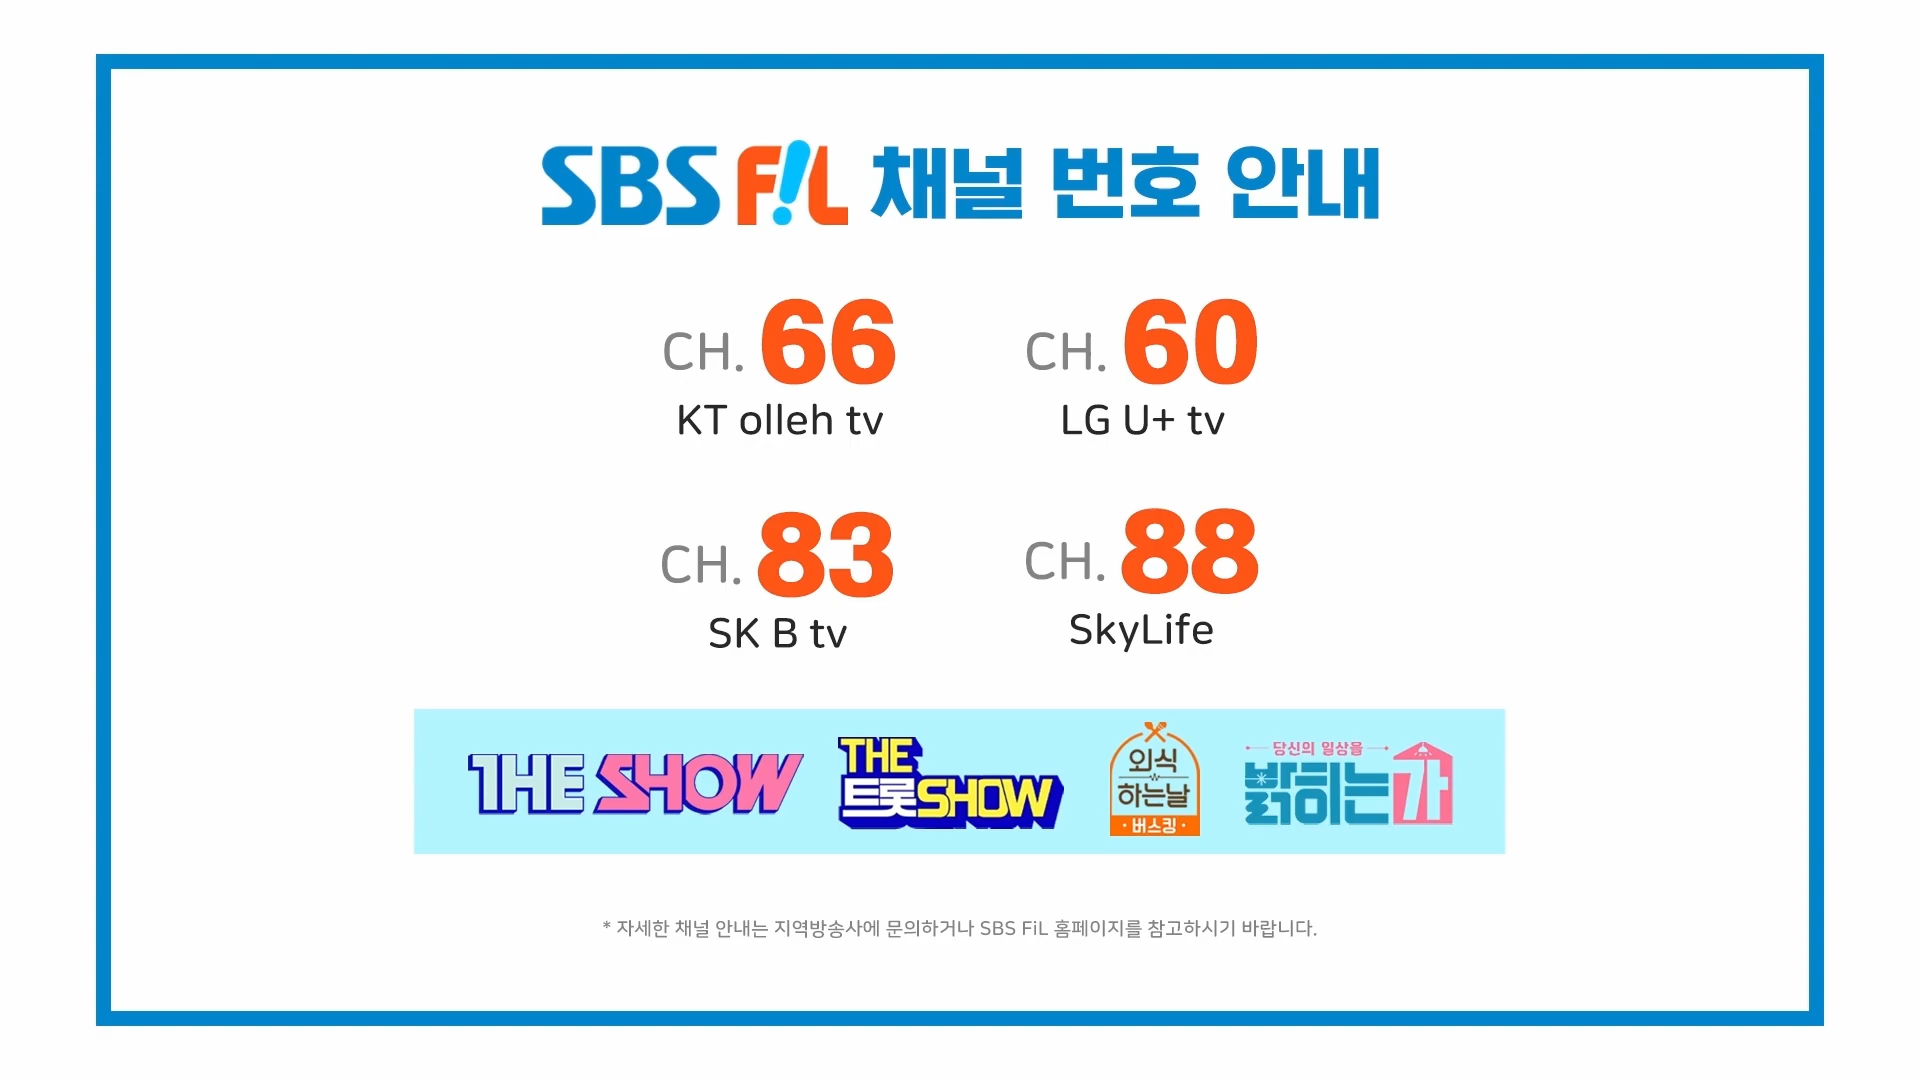 SBS F!L 채널 번호 안내
CH. 66
KT olleh tv
CH. 60
LG U+ tv
CH. 83
SK B tv
CH. 88
SkyLife
THE SHOW
THE
트롯SHOW
외식
하는날
·버스킹·
당신의 일상을
밝히는가
* 자세한 채널 안내는 지역방송사에 문의하거나 SBS FiL 홈페이지를 참고하시기 바랍니다.